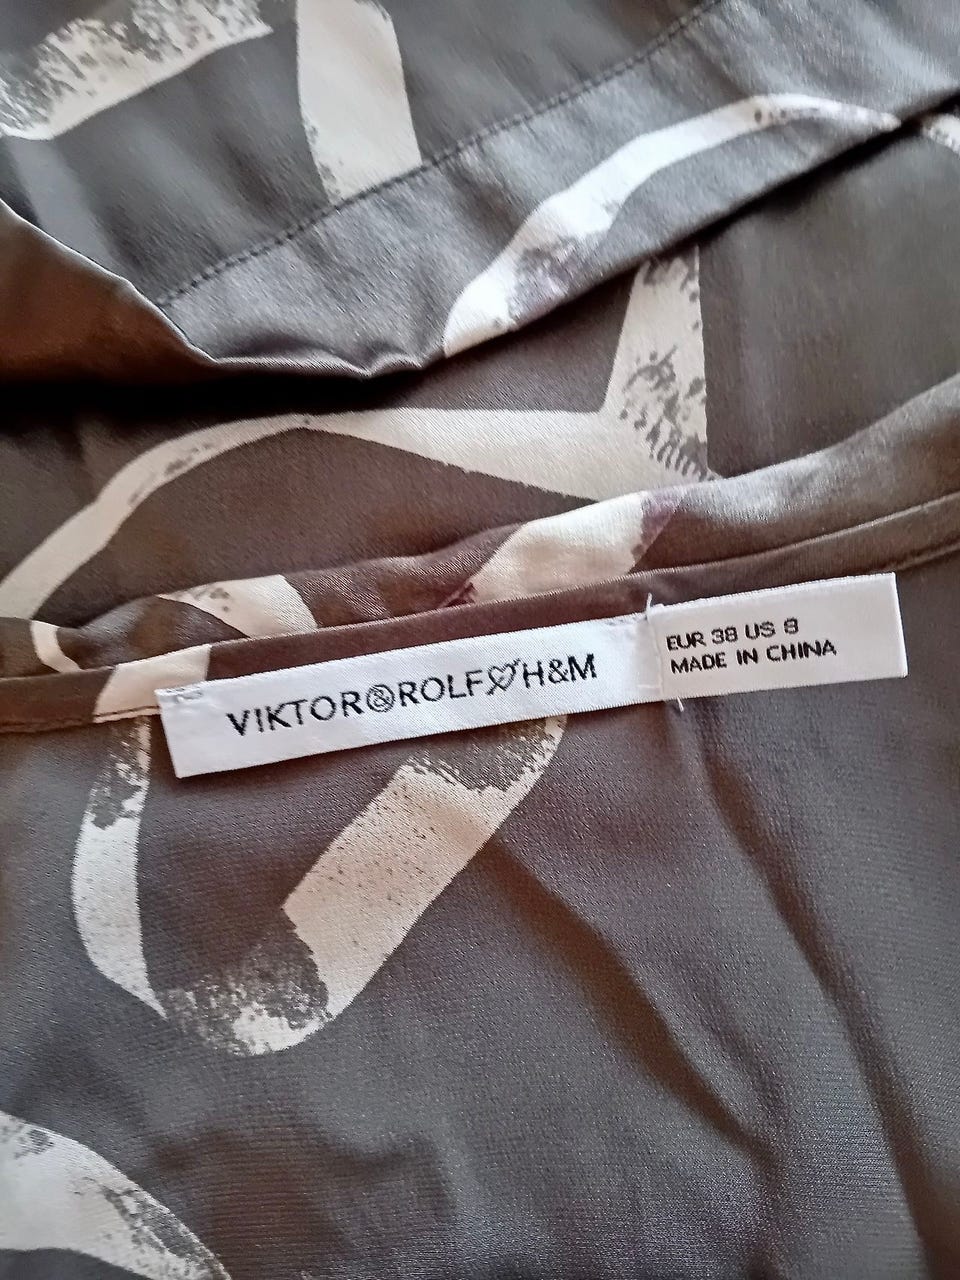 VIKTOR&ROLF♡H&M
EUR 38 US 8
MADE IN CHINA